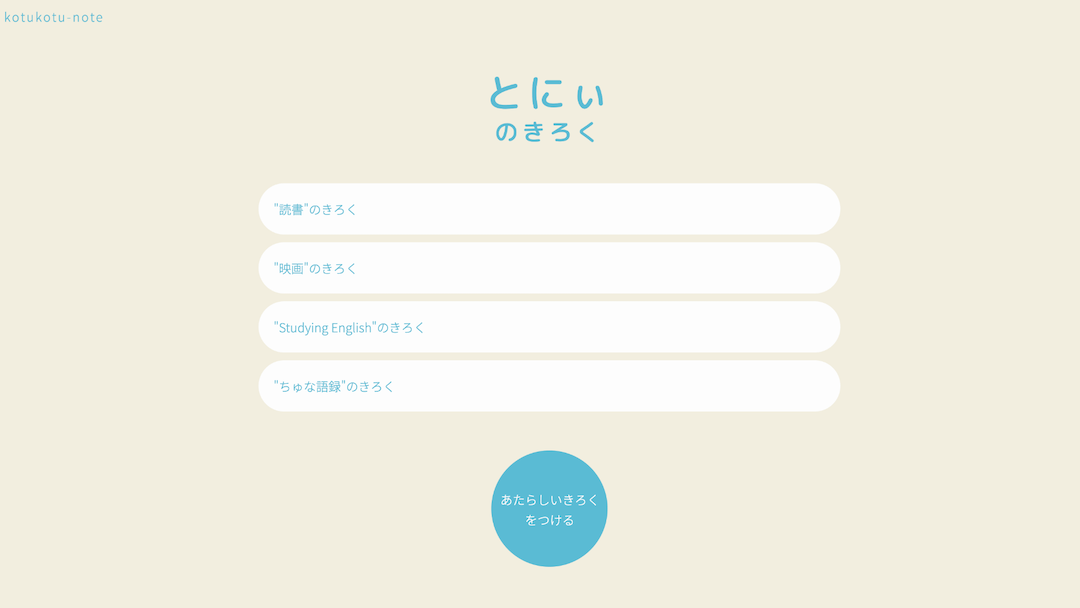 kotukotu-note
とにぃ
のきろく
"読書"のきろく
"映画"のきろく
"Studying English"のきろく
"ちゅな語録"のきろく
あたらしいきろく
をつける